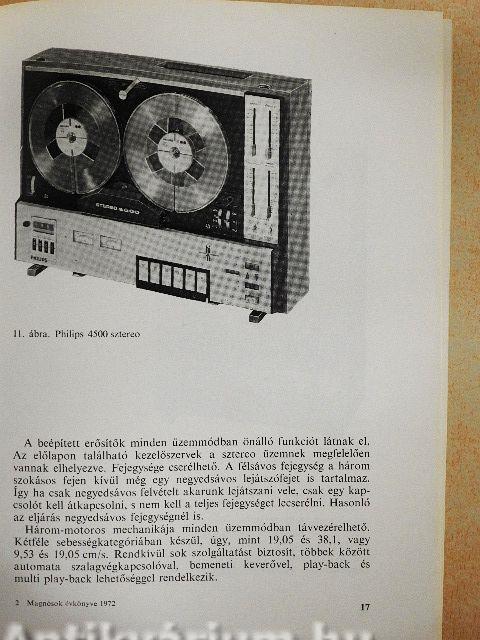 STEREO 4500
PHILIPS
11. ábra. Philips 4500 sztereo
A beépített erősítők minden üzemmódban önálló funkciót látnak el.
Az előlapon található kezelőszervek a sztereo üzemnek megfelelően
vannak elhelyezve. Fejegysége cserélhető. A félsávos fejegység a három
szokásos fejen kívül még egy negyedsávos lejátszófejet is tartalmaz.
Így ha csak negyedsávos felvételt akarunk lejátszani vele, csak egy kap-
csolót kell átkapcsolni, s nem kell a teljes fejegységet lecserélni. Hasonló
az eljárás negyedsávos fejegységnél is.
Három-motoros mechanikája minden üzemmódban távvezérelhető.
Kétféle sebességkategóriában készül, úgy, mint 19,05 és 38,1, vagy
9,53 és 19,05 cm/s. Rendkívül sok szolgáltatást biztosít, többek között
automata szalagvégkapcsolóval, bemeneti keverővel, play-back és
multi play-back lehetőséggel rendelkezik.
2 Magnósok évkönyve 1972
17
Antikvárium.hu